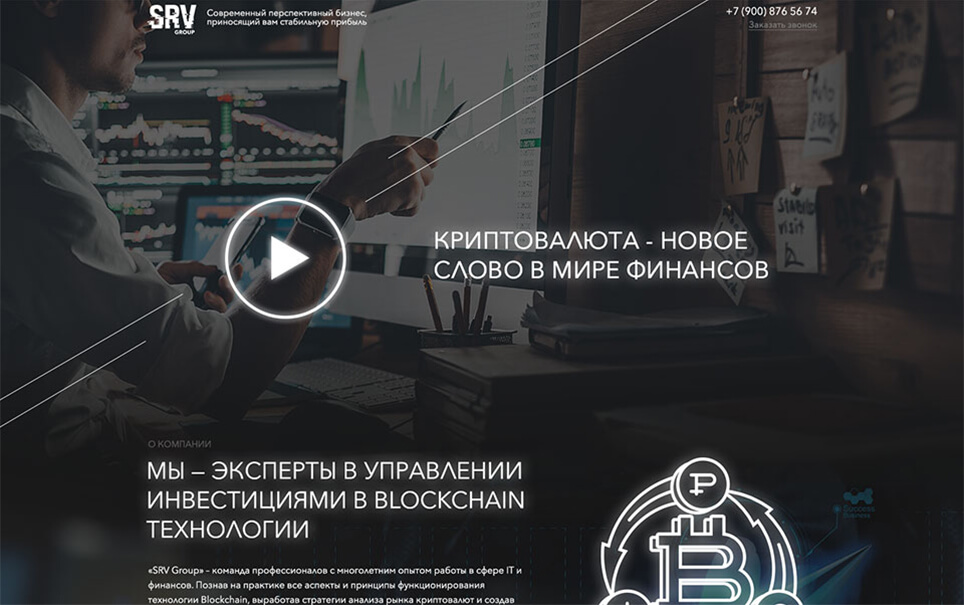 SRV
GROUP
Современный перспективный бизнес,
приносящий вам стабильную прибыль
+7 (900) 876 56 74
Заказать звонок
КРИПТОВАЛЮТА - НОВОЕ
СЛОВО В МИРЕ ФИНАНСОВ
visit
О КОМПАНИИ
МЫ – ЭКСПЕРТЫ В УПРАВЛЕНИИ
ИНВЕСТИЦИЯМИ В BLOCKCHAIN
ТЕХНОЛОГИИ
Success
«SRV Group» - команда профессионалов с многолетним опытом работы в сфере IT и
финансов. Познав на практике все аспекты и принципы функционирования
технологии Blockchain, выработав стратегии анализа рынка криптовалют и создав